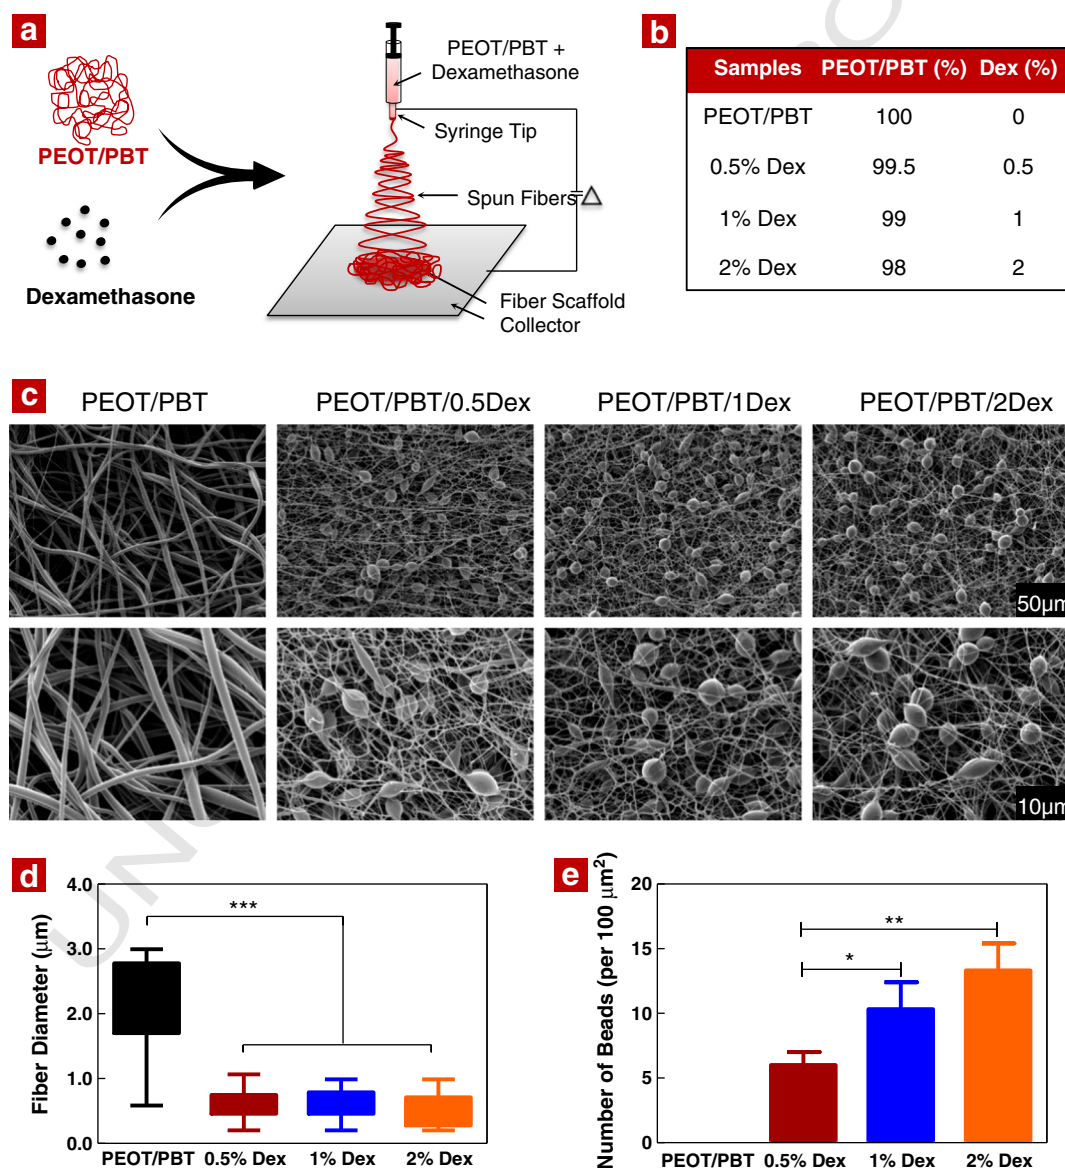 a
PEOT/PBT
Dexamethasone
PEOT/PBT +
Dexamethasone
Syringe Tip
Spun Fibers
Fiber Scaffold
Collector
b
Samples PEOT/PBT (%) Dex (%)
PEOT/PBT 100 0
0.5% Dex 99.5 0.5
1% Dex 99 1
2% Dex 98 2
c
PEOT/PBT PEOT/PBT/0.5Dex PEOT/PBT/1Dex PEOT/PBT/2Dex
50µm
10µm
d
Fiber Diameter (µm)
4.0
3.0
2.0
1.0
0.0
***
PEOT/PBT 0.5% Dex 1% Dex 2% Dex
e
Number of Beads (per 100 µm²)
20
15
10
5
0
**
*
PEOT/PBT 0.5% Dex 1% Dex 2% Dex